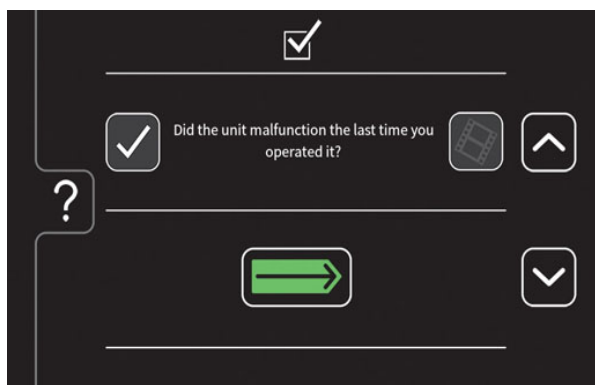 Did the unit malfunction the last time you
operated it?
?